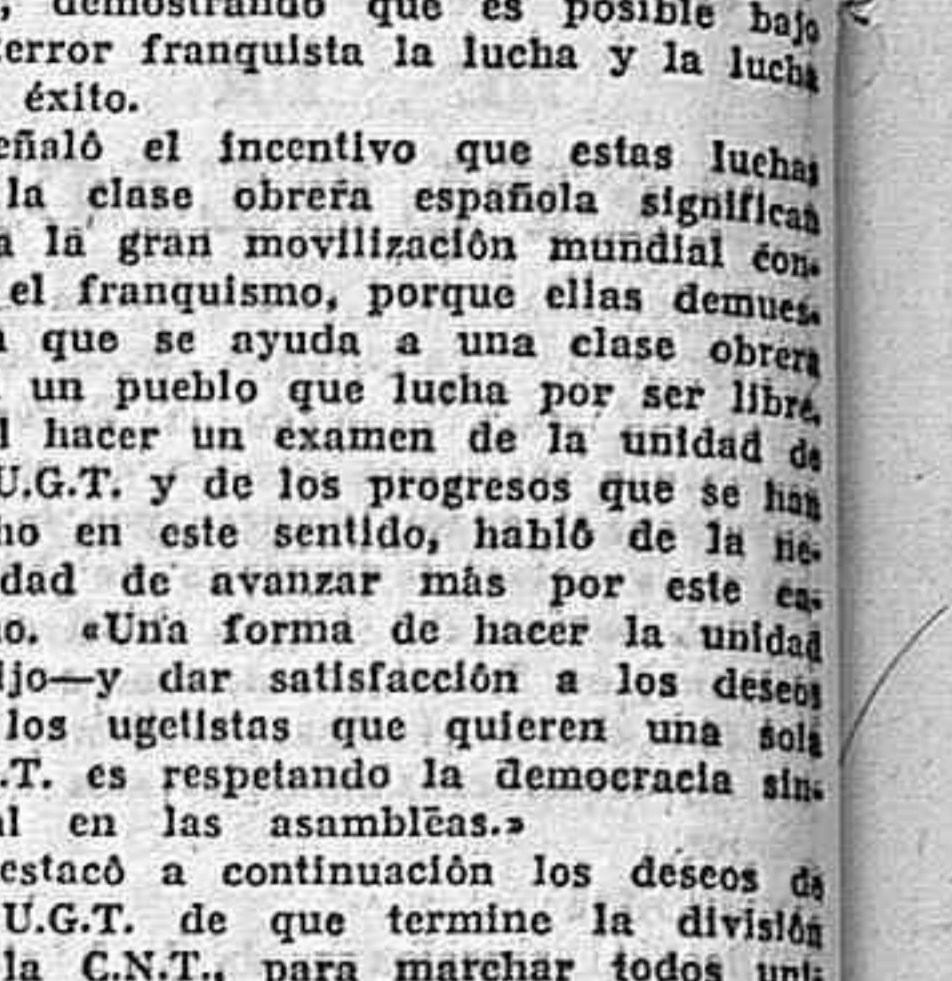 , demostrando que es posible bajo
error franquista la lucha y la lucha
éxito.
eñaló el incentivo que estas luchas
la clase obrera española significan
a la gran movilización mundial con-
el franquismo, porque ellas demues-
que se ayuda a una clase obrera
un pueblo que lucha por ser libre.
l hacer un examen de la unidad de
U.G.T. y de los progresos que se han
ho en este sentido, habló de la ne-
dad de avanzar más por este ca-
o. «Una forma de hacer la unidad
ijo—y dar satisfacción a los deseos
los ugetistas que quieren una sola
.T. es respetando la democracia sin-
al en las asambleas.»
estacó a continuación los deseos de
U.G.T. de que termine la división
la C.N.T., para marchar todos uni-